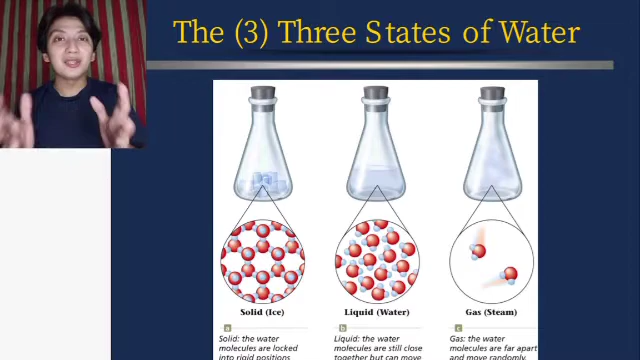 The (3) Three States of Water
Solid (Ice)
Liquid (Water)
Gas (Steam)
a
b
c
Solid: the water
molecules are locked
into rigid positions
Liquid: the water
molecules are still close
together but can move
Gas: the water
molecules are far apart
and move randomly.